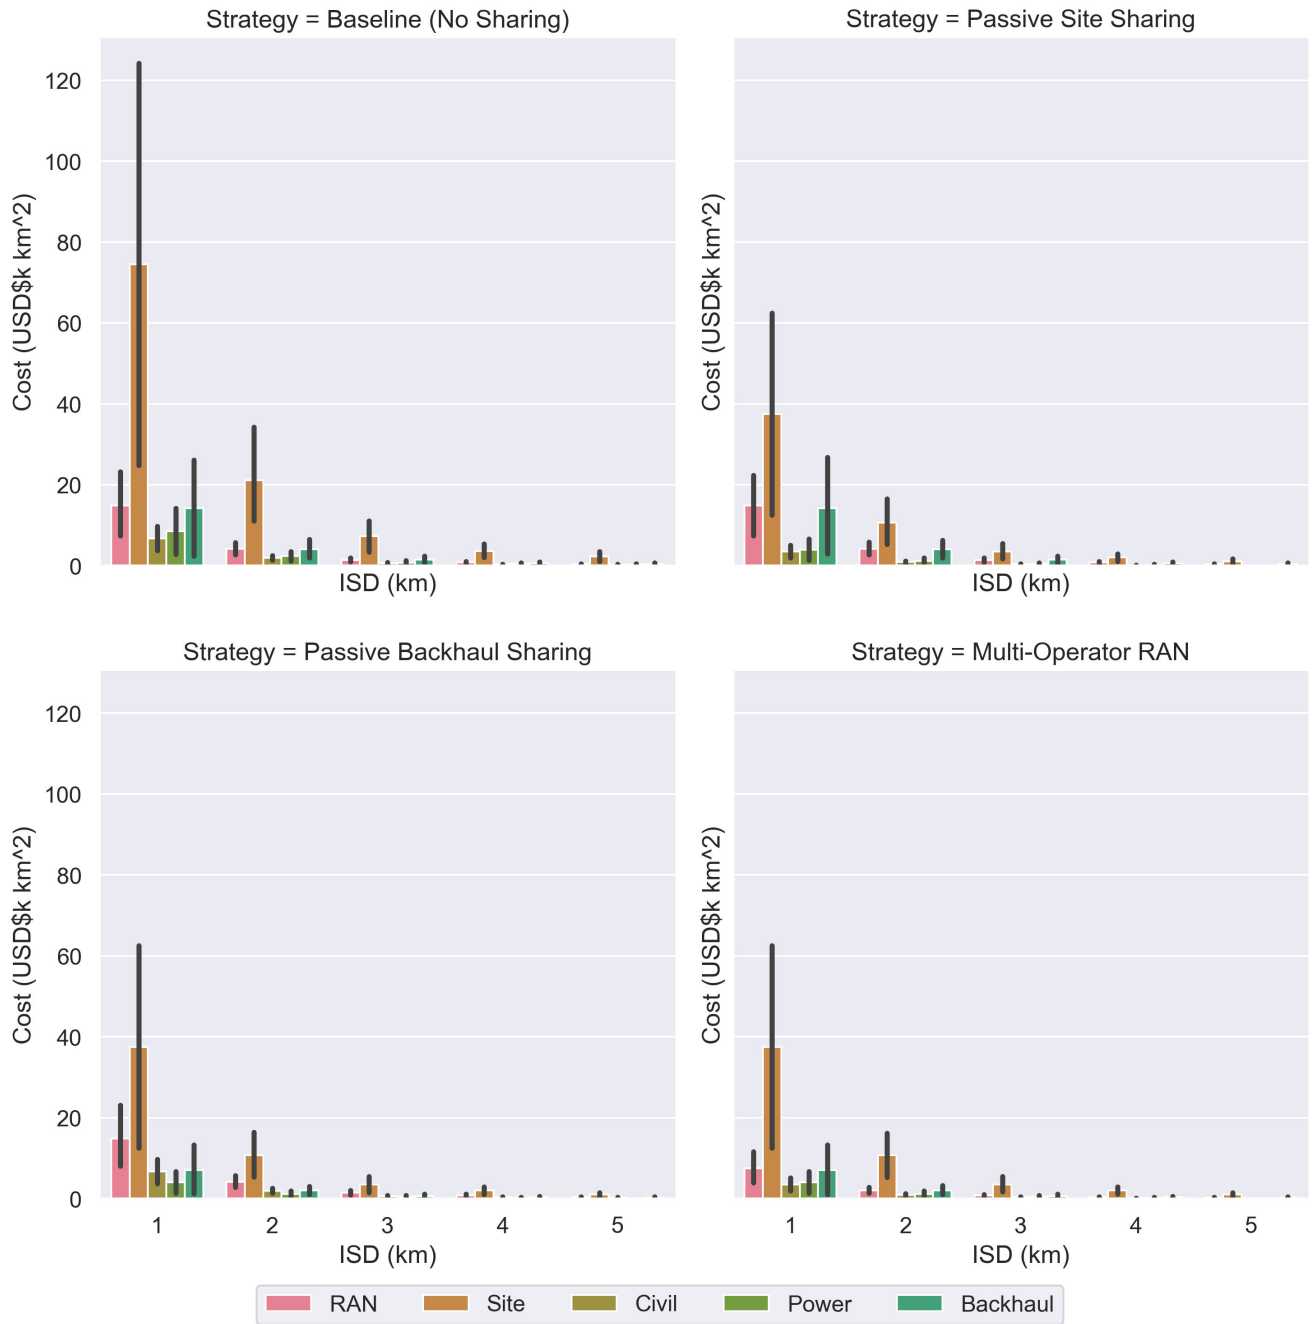 Strategy = Baseline (No Sharing)
Strategy = Passive Site Sharing
Cost (USD$k km^2)
120
100
80
60
40
20
0
ISD (km)
Cost (USD$k km^2)
ISD (km)
Strategy = Passive Backhaul Sharing
Strategy = Multi-Operator RAN
Cost (USD$k km^2)
120
100
80
60
40
20
0
1 2 3 4 5
ISD (km)
Cost (USD$k km^2)
1 2 3 4 5
ISD (km)
RAN Site Civil Power Backhaul